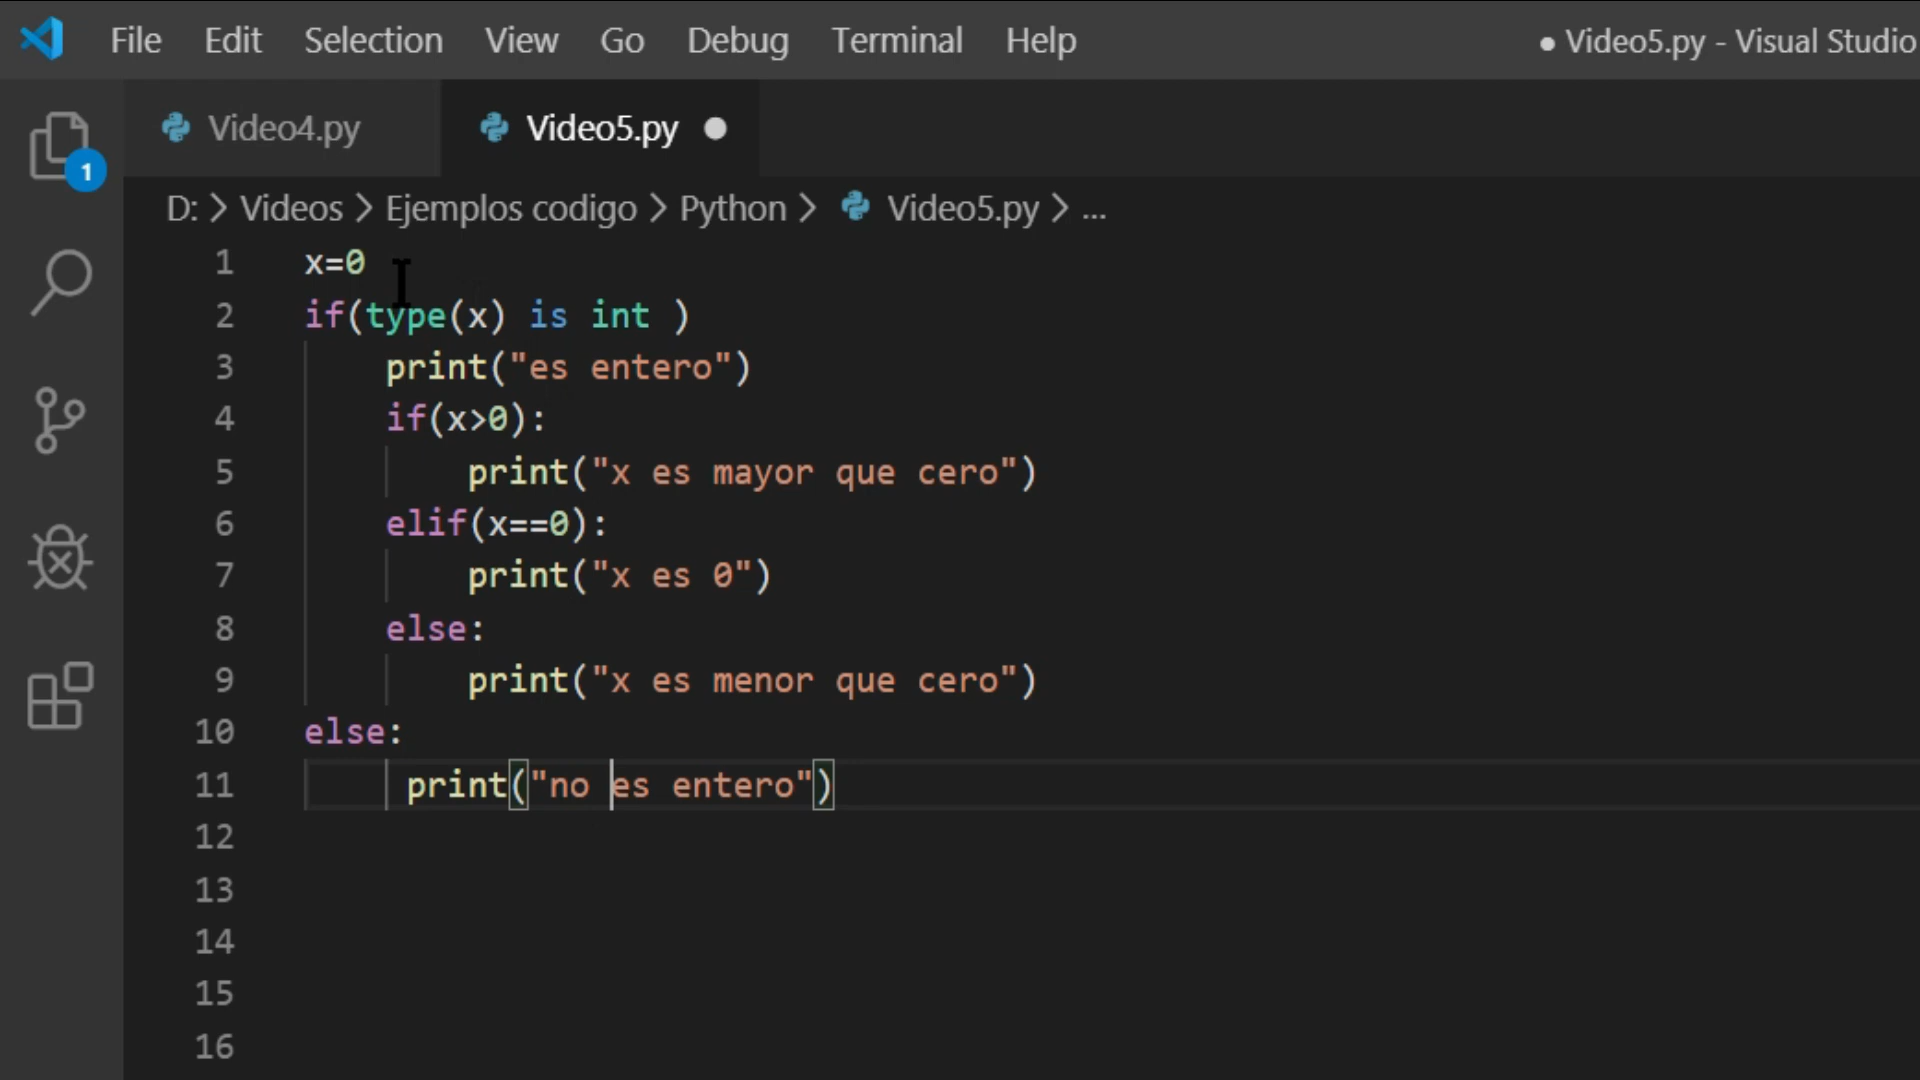 File Edit Selection View Go Debug Terminal Help ● Video5.py - Visual Studio
Video4.py Video5.py ●
1
D: > Videos > Ejemplos codigo > Python > Video5.py > ...
1 x=0
2 if(type(x) is int )
3 print("es entero")
4 if(x>0):
5 print("x es mayor que cero")
6 elif(x==0):
7 print("x es 0")
8 else:
9 print("x es menor que cero")
10 else:
11 print("no es entero")
12
13
14
15
16